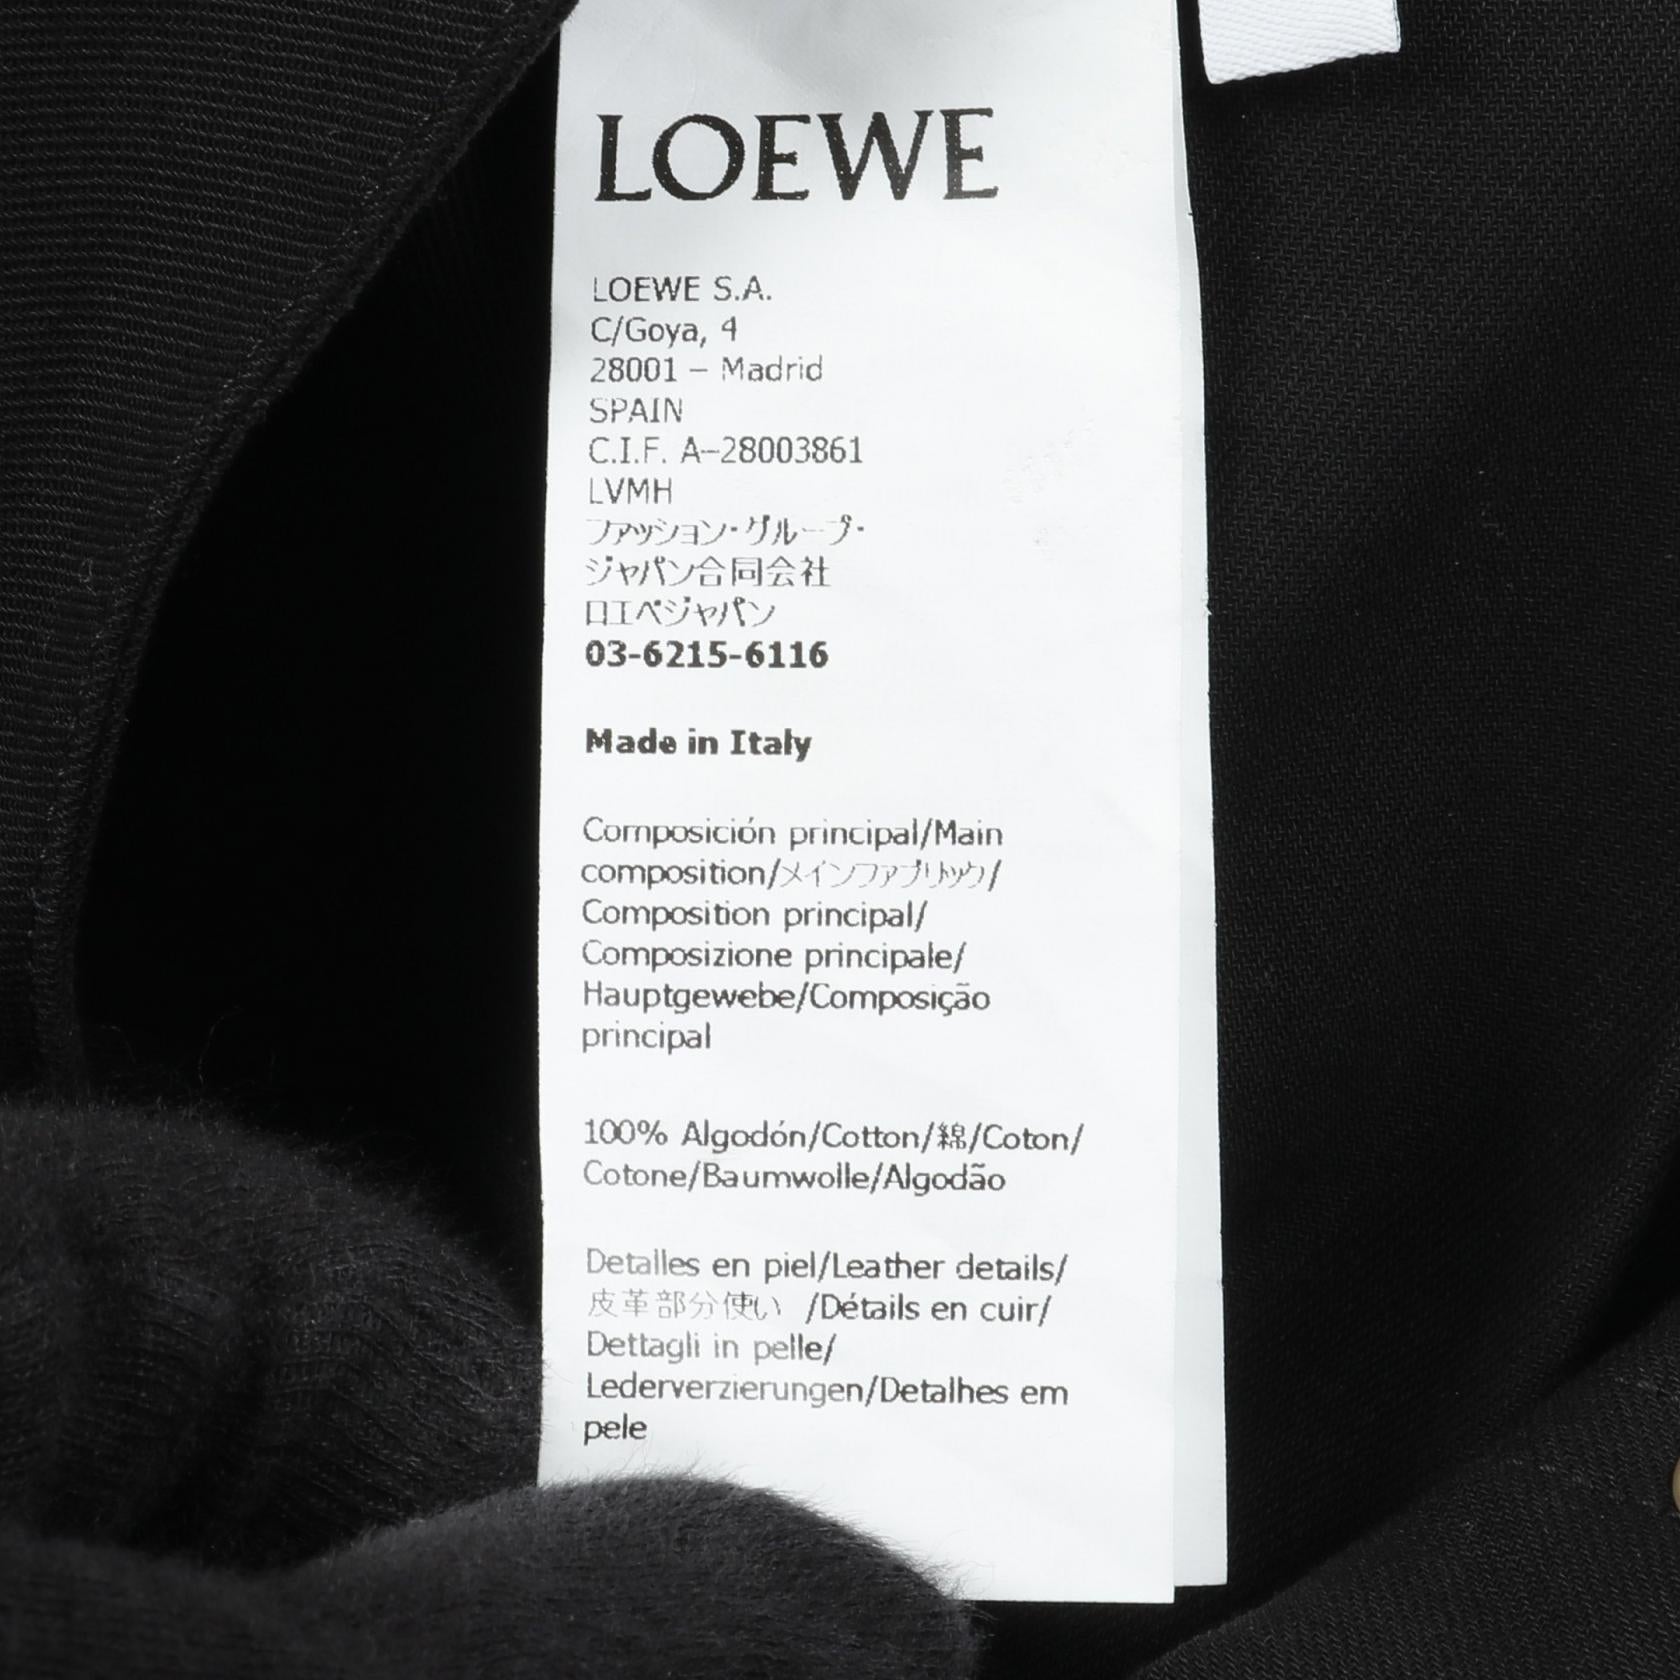 LOEWE
LOEWE S.A.
C/Goya, 4
28001 – Madrid
SPAIN
C.I.F. A–28003861
LVMH
ファッション・グループ・
ジャパン合同会社
ロエベジャパン
03-6215-6116
Made in Italy
Composición principal/Main
composition/メインファブリック/
Composition principal/
Composizione principale/
Hauptgewebe/Composição
principal
100% Algodón/Cotton/綿/Coton/
Cotone/Baumwolle/Algodão
Detalles en piel/Leather details/
皮革部分使い /Détails en cuir/
Dettagli in pelle/
Lederverzierungen/Detalhes em
pele